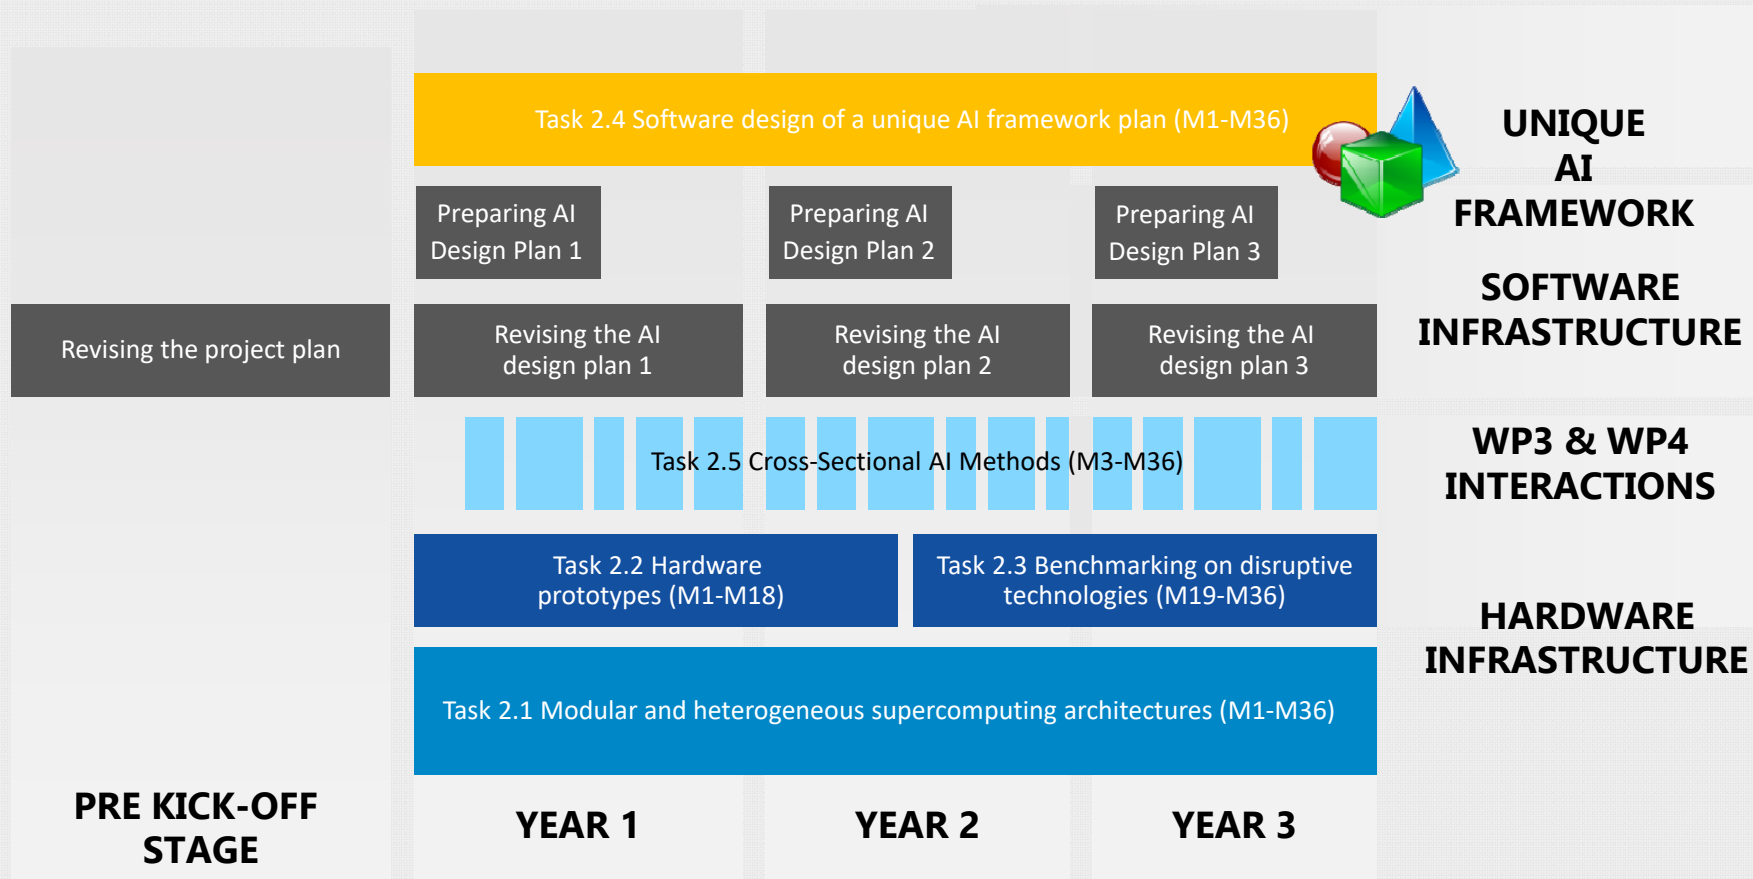 Task 2.4 Software design of a unique AI framework plan (M1-M36)
UNIQUE
AI
FRAMEWORK
Preparing AI
Design Plan 1
Preparing AI
Design Plan 2
Preparing AI
Design Plan 3
SOFTWARE
INFRASTRUCTURE
Revising the project plan
Revising the AI
design plan 1
Revising the AI
design plan 2
Revising the AI
design plan 3
Task 2.5 Cross-Sectional AI Methods (M3-M36)
WP3 & WP4
INTERACTIONS
Task 2.2 Hardware
prototypes (M1-M18)
Task 2.3 Benchmarking on disruptive
technologies (M19-M36)
HARDWARE
INFRASTRUCTURE
Task 2.1 Modular and heterogeneous supercomputing architectures (M1-M36)
PRE KICK-OFF
STAGE
YEAR 1
YEAR 2
YEAR 3